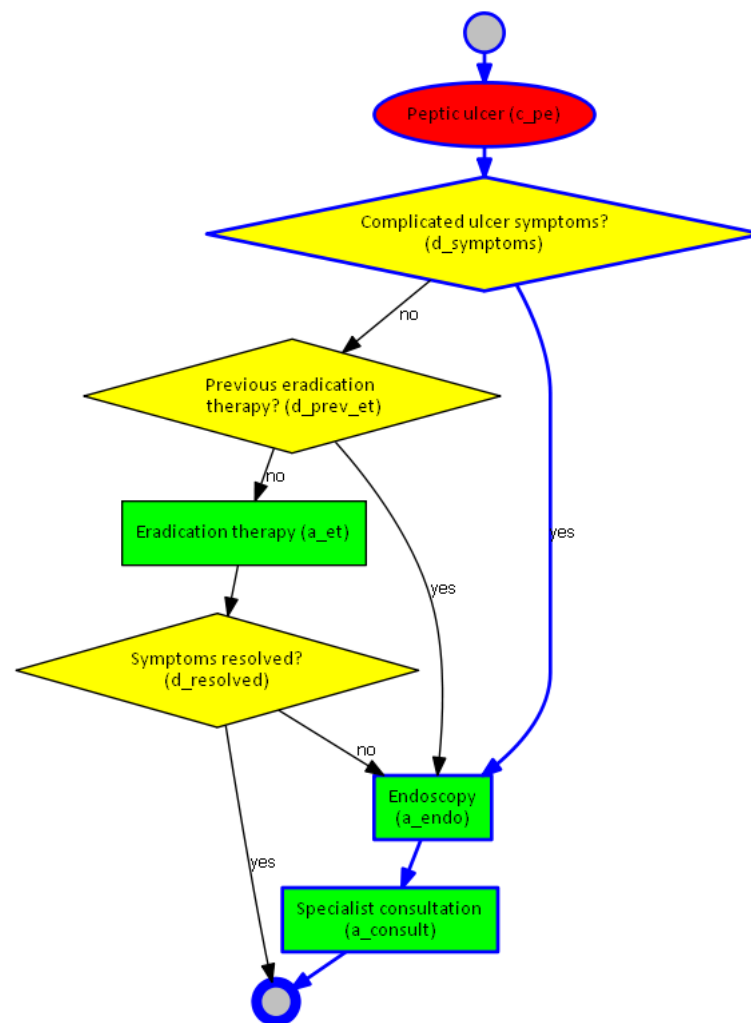 Peptic ulcer (c_pe)
Complicated ulcer symptoms?
(d_symptoms)
no
Previous eradication
therapy? (d_prev_et)
no
Eradication therapy (a_et)
yes
yes
Symptoms resolved?
(d_resolved)
no
Endoscopy
(a_endo)
yes
Specialist consultation
(a_consult)